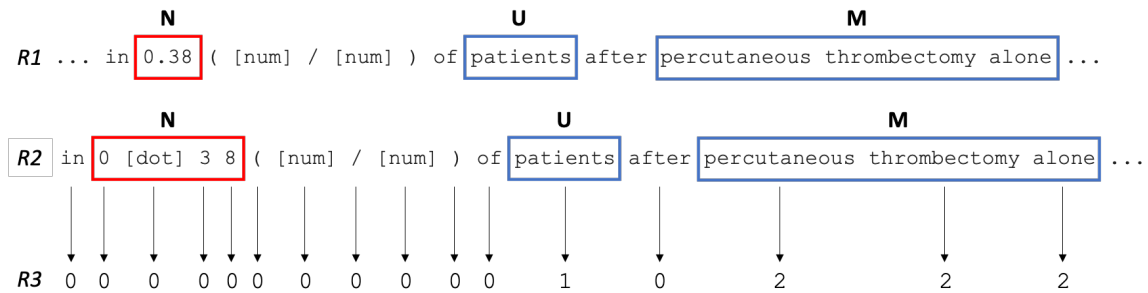 N U M
R1 ... in 0.38 ( [num] / [num] ) of patients after percutaneous thrombectomy alone ...
N U M
R2 in 0 [dot] 3 8 ( [num] / [num] ) of patients after percutaneous thrombectomy alone ...
R3 0 0 0 0 0 0 0 0 0 0 0 1 0 2 2 2